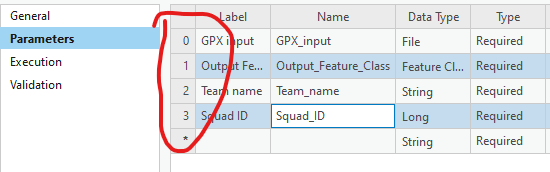 General
Parameters
Execution
Validation
Label Name Data Type Type
0 GPX input GPX_input File Required
1 Output Fe... Output_Feature_Class Feature Cl... Required
2 Team name Team_name String Required
3 Squad ID Squad_ID Long Required
* String Required